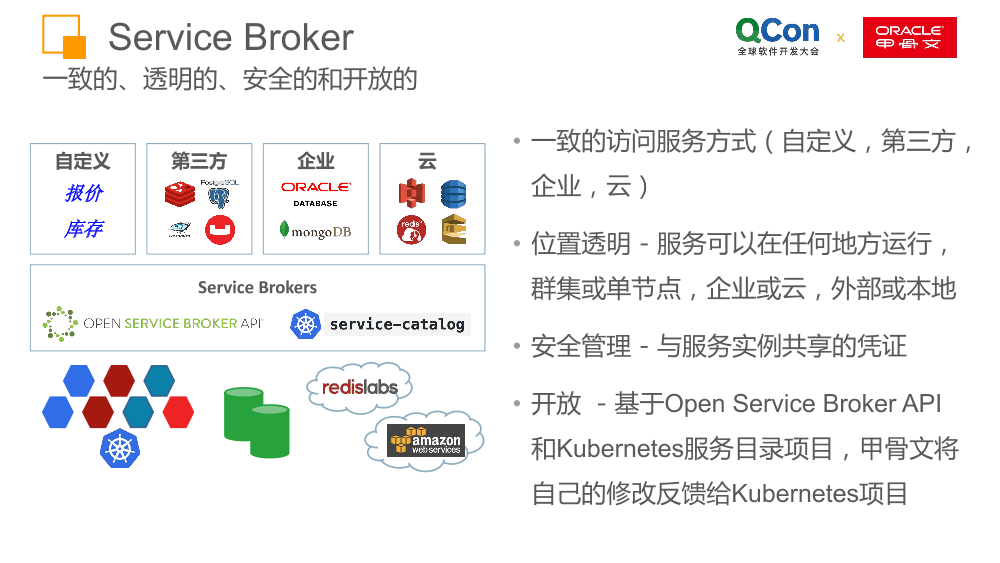 Service Broker
一致的、透明的、安全的和开放的
QCon
全球软件开发大会
x
ORACLE
甲骨文
自定义
报价
库存
第三方
PostgreSQL
企业
ORACLE
DATABASE
mongoDB
云
redis
Service Brokers
OPEN SERVICE BROKER API
service-catalog
redislabs
amazon
web services
• 一致的访问服务方式（自定义，第三方，
企业，云）
• 位置透明 - 服务可以在任何地方运行，
群集或单节点，企业或云，外部或本地
• 安全管理 - 与服务实例共享的凭证
• 开放 - 基于Open Service Broker API
和Kubernetes服务目录项目，甲骨文将
自己的修改反馈给Kubernetes项目